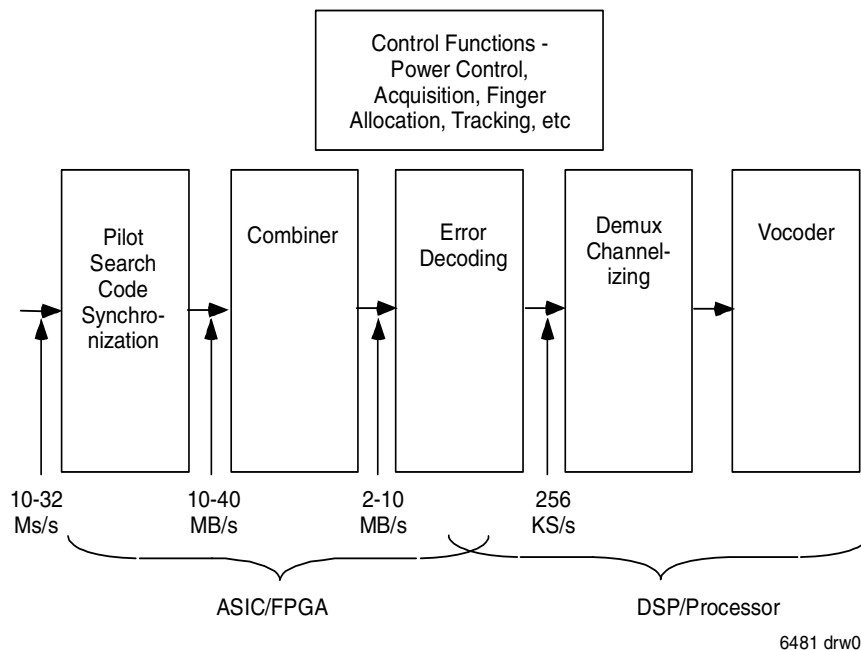 Control Functions -
Power Control,
Acquisition, Finger
Allocation, Tracking, etc
Pilot
Search
Code
Synchro-
nization
Combiner
Error
Decoding
Demux
Channel-
izing
Vocoder
10-32
Ms/s
10-40
MB/s
2-10
MB/s
256
KS/s
ASIC/FPGA
DSP/Processor
6481 drw0